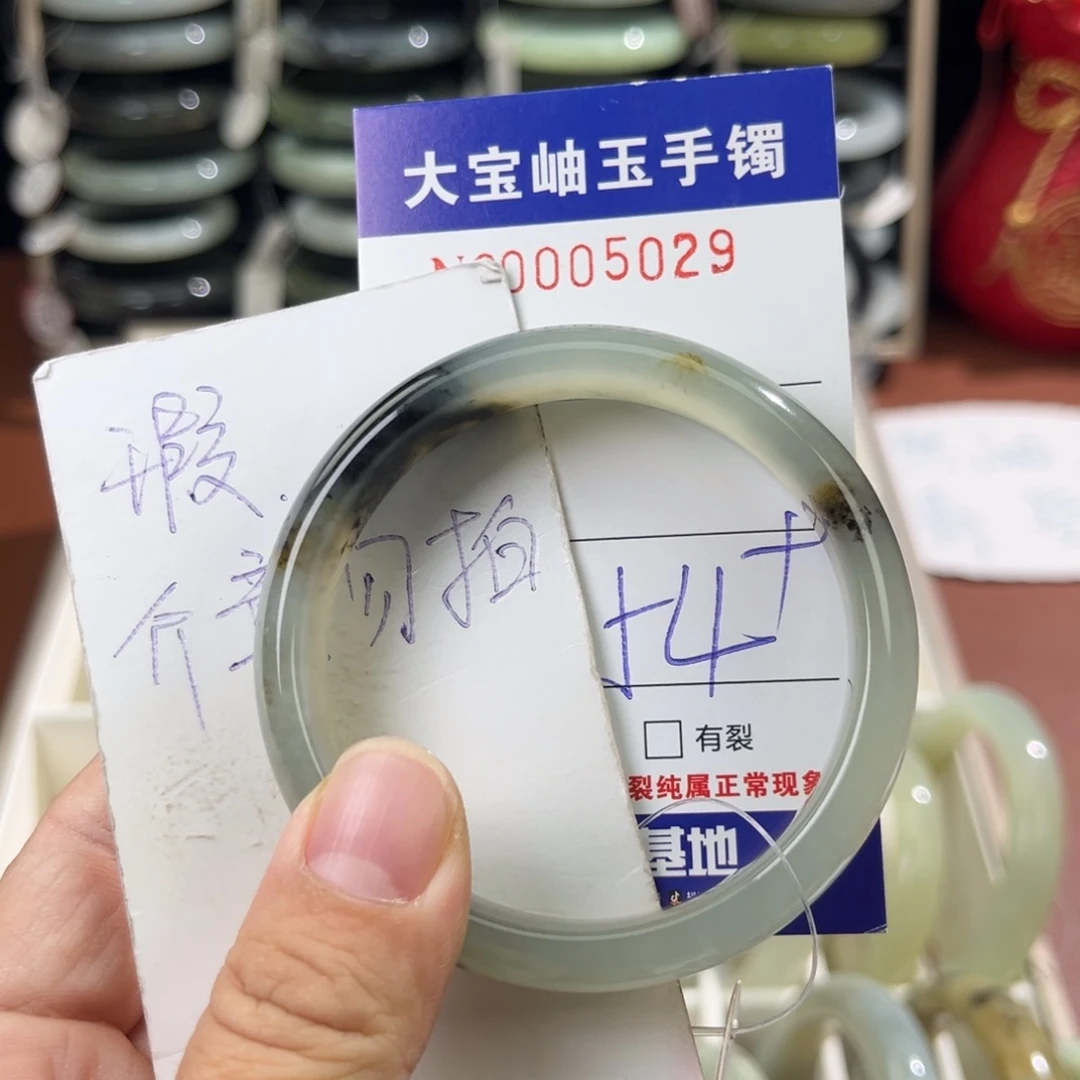 大宝岫玉手镯
N00005029
瑕.
介意勿拍
54+
有裂
裂纯属正常现象
基地